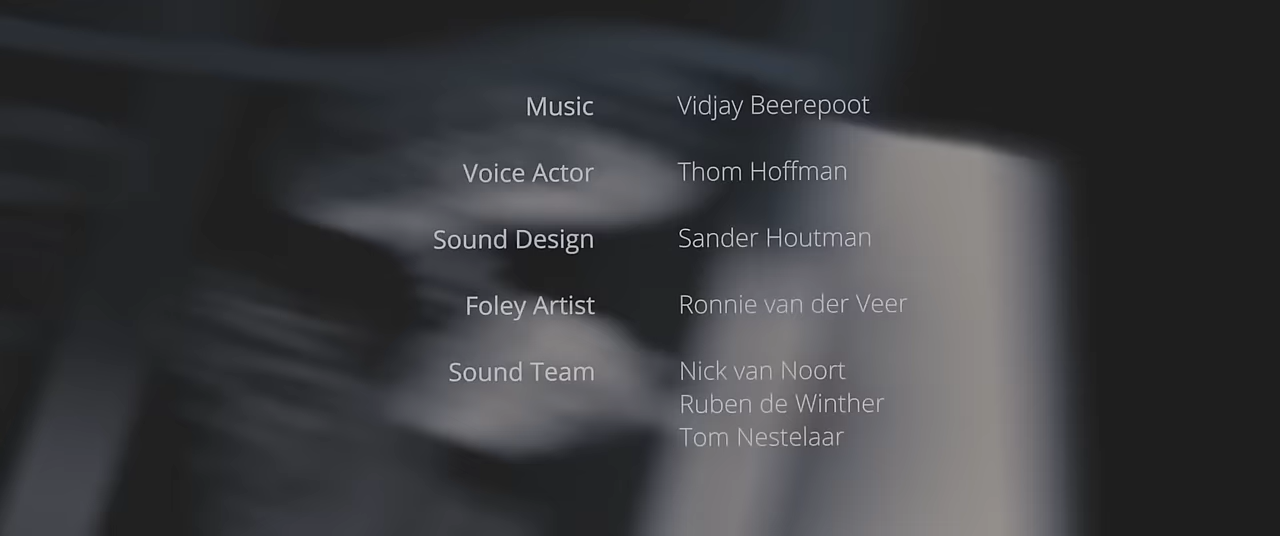 Music Vidjay Beerepoot
Voice Actor Thom Hoffman
Sound Design Sander Houtman
Foley Artist Ronnie van der Veer
Sound Team Nick van Noort
Ruben de Winther
Tom Nestelaar